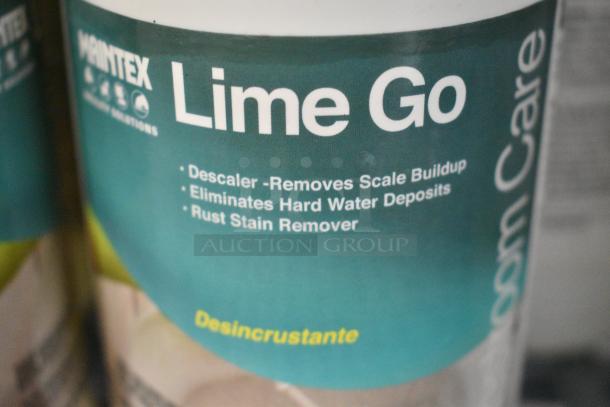 MAINTEX
SOLUTIONS
Lime Go
· Descaler -Removes Scale Buildup
· Eliminates Hard Water Deposits
· Rust Stain Remover
AUCTION GROUP
Desincrustante
oom Care